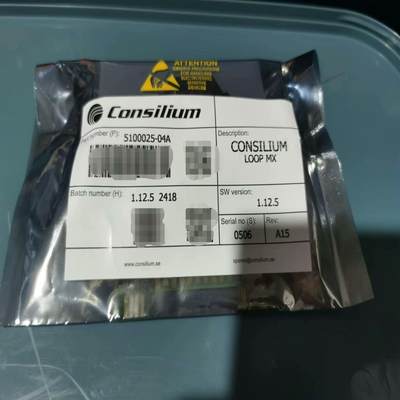 ATTENTION
Consilium
number (P): 5100025-04A
Description:
CONSILIUM
LOOP MX
Batch number (H): 1.12.5 2418
SW version:
1.12.5
Serial no (S):
0506
Rev:
A15
www.consilium.se